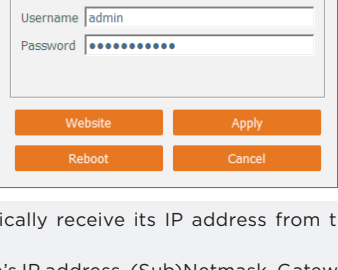 Username admin
Password ●●●●●●●●●●●
Website Apply
Reboot Cancel
ically receive its IP address from t
IP address, (Sub)Netmask, Gatew